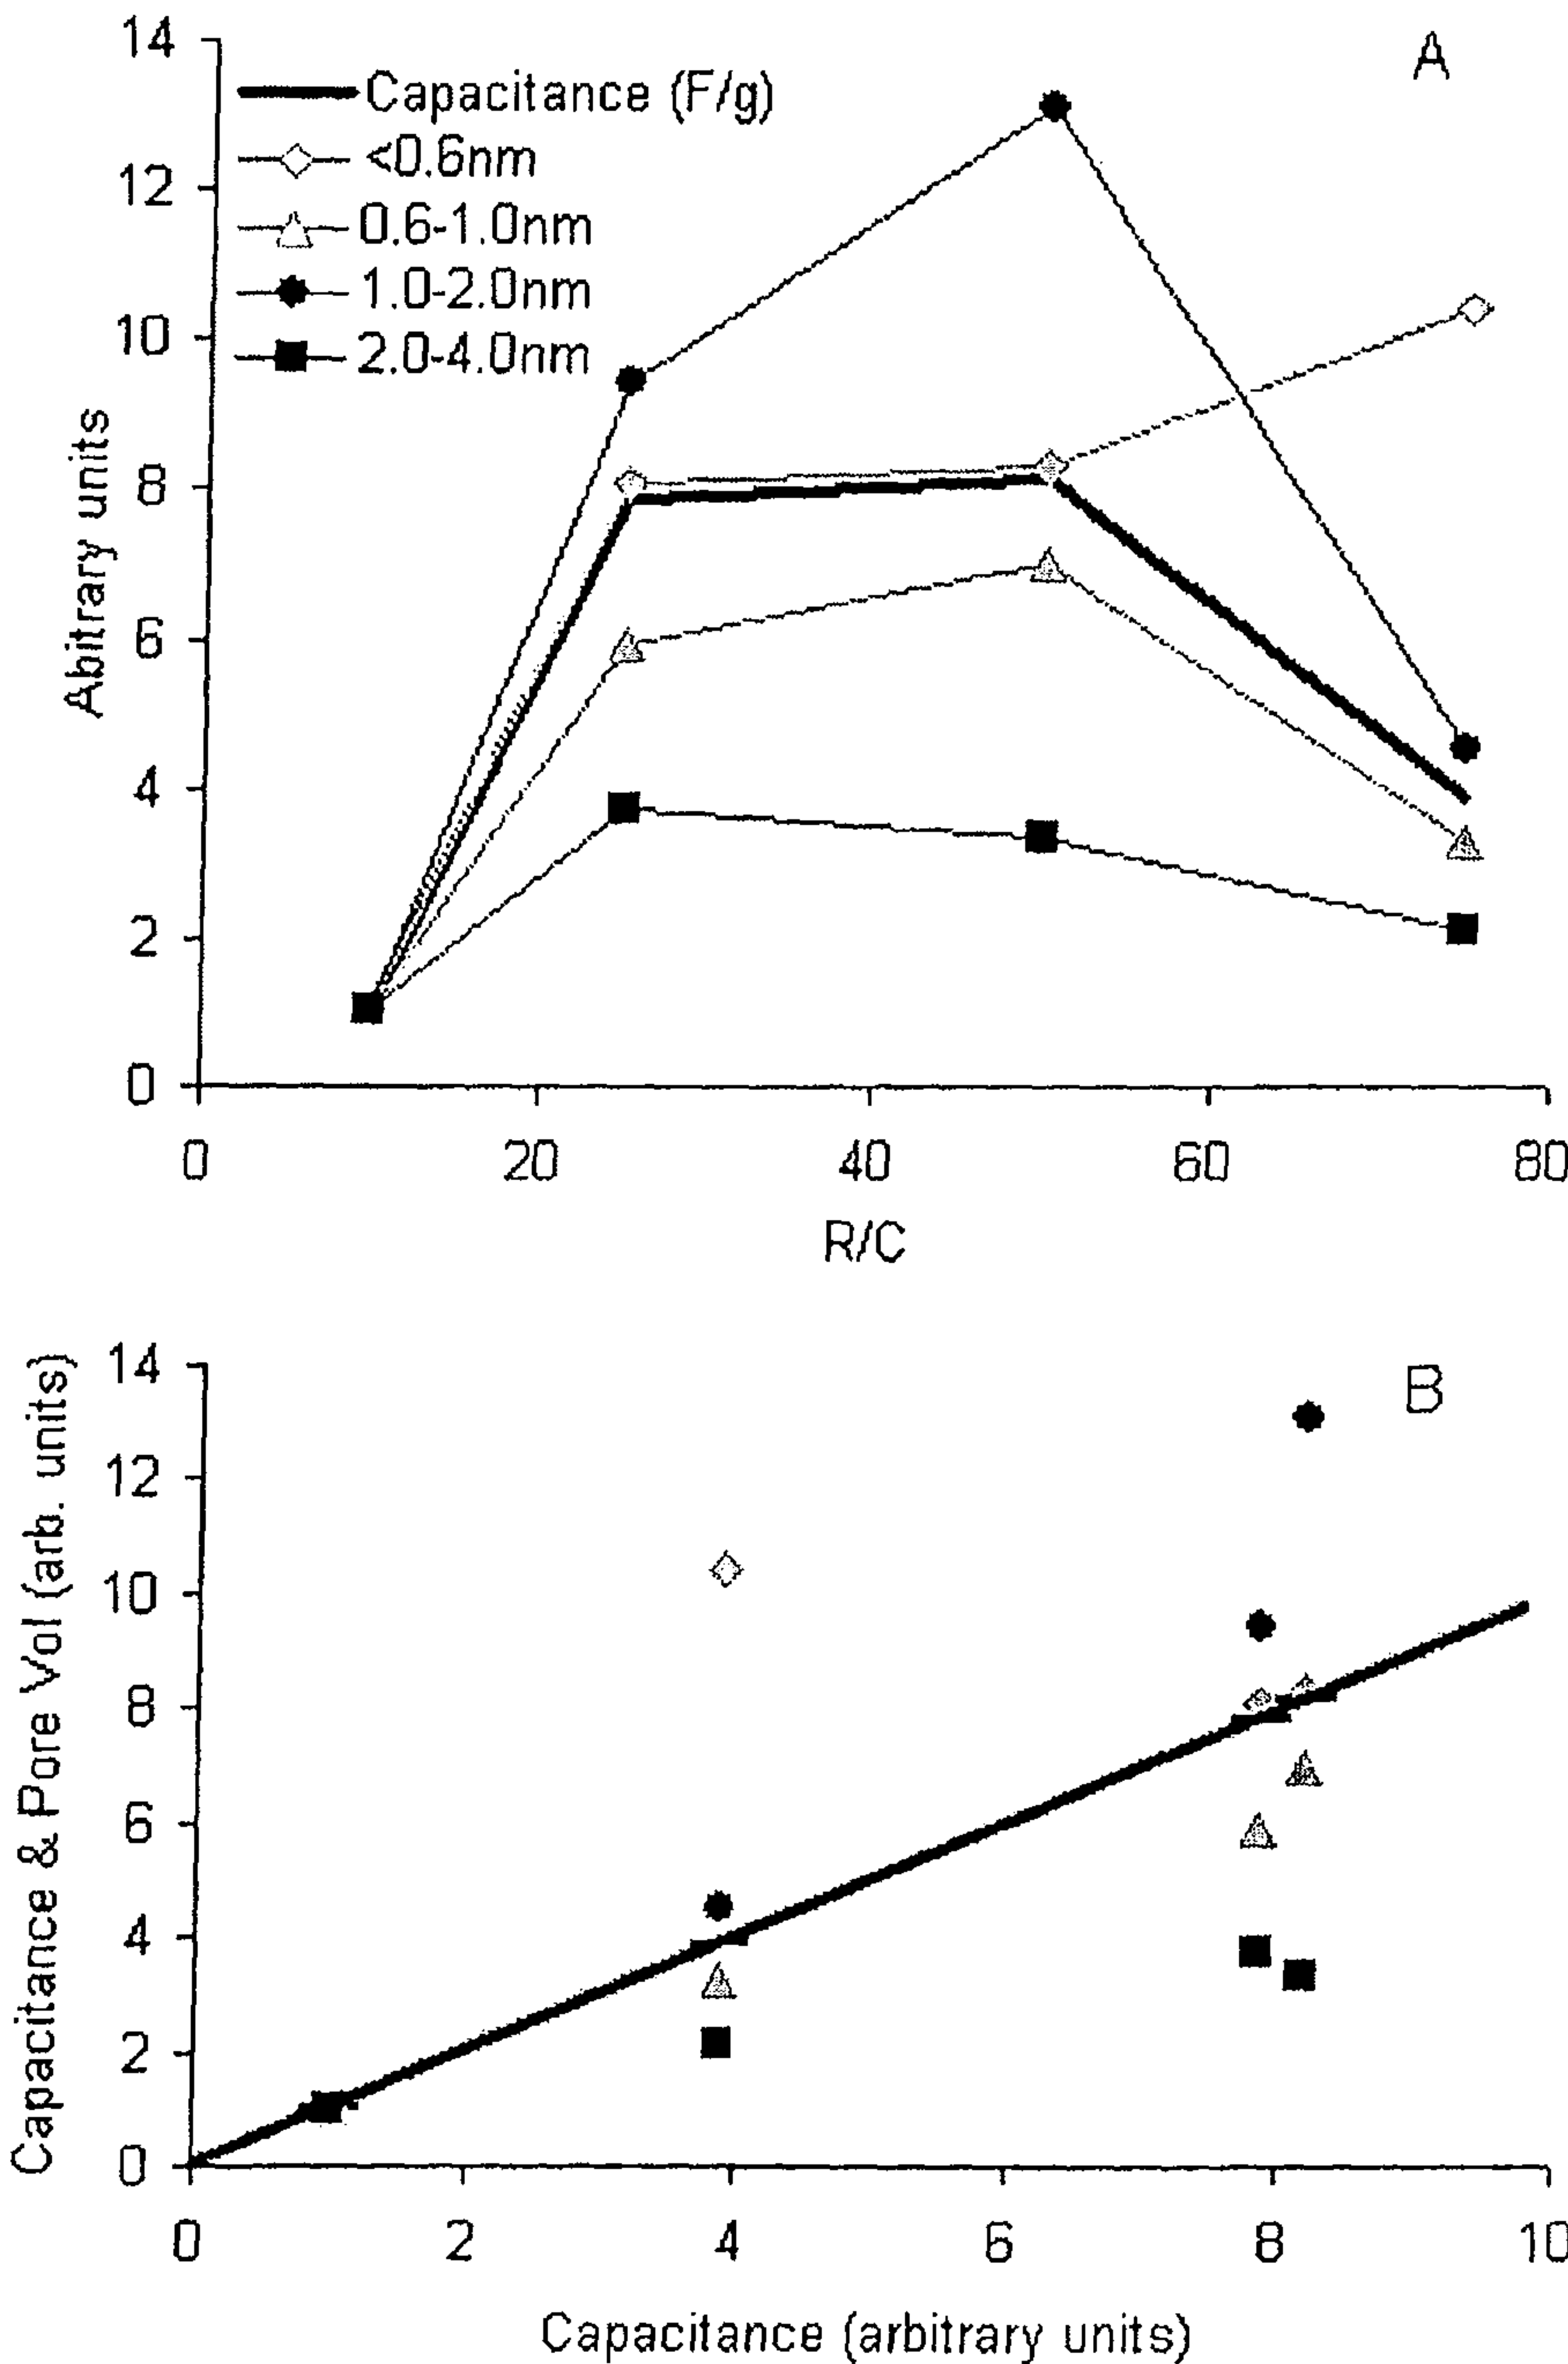 A
14
12
10
8
6
4
2
0
Abitrary units
Capacitance (F/g)
<0.6nm
0.6-1.0nm
1.0-2.0nm
2.0-4.0nm
0 20 40 60 80
R/C
B
14
12
10
8
6
4
2
0
Capacitance & Pore Vol (arb. units)
0 2 4 6 8 10
Capacitance (arbitrary units)